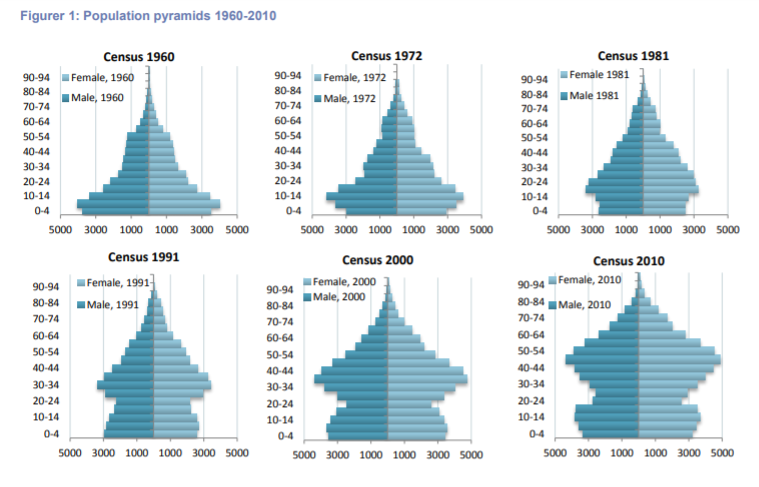 Figurer 1: Population pyramids 1960-2010
Census 1960
90-94
80-84
70-74
60-64
50-54
40-44
30-34
20-24
10-14
0-4
Female, 1960
Male, 1960
5000 3000 1000 1000 3000 5000
Census 1972
90-94
80-84
70-74
60-64
50-54
40-44
30-34
20-24
10-14
0-4
Female, 1972
Male, 1972
5000 3000 1000 1000 3000 5000
Census 1981
90-94
80-84
70-74
60-64
50-54
40-44
30-34
20-24
10-14
0-4
Female 1981
Male 1981
5000 3000 1000 1000 3000 5000
Census 1991
90-94
80-84
70-74
60-64
50-54
40-44
30-34
20-24
10-14
0-4
Female, 1991
Male, 1991
5000 3000 1000 1000 3000 5000
Census 2000
90-94
80-84
70-74
60-64
50-54
40-44
30-34
20-24
10-14
0-4
Female, 2000
Male, 2000
5000 3000 1000 1000 3000 5000
Census 2010
90-94
80-84
70-74
60-64
50-54
40-44
30-34
20-24
10-14
0-4
Female, 2010
Male, 2010
5000 3000 1000 1000 3000 5000